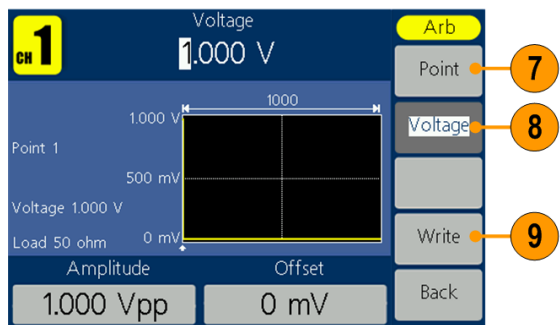 CH 1
Voltage
1.000 V
Arb
Point
7
Voltage
8
Write
9
Back
1000
1.000 V
Point 1
500 mV
Voltage 1.000 V
Load 50 ohm
0 mV
Amplitude
Offset
1.000 Vpp
0 mV